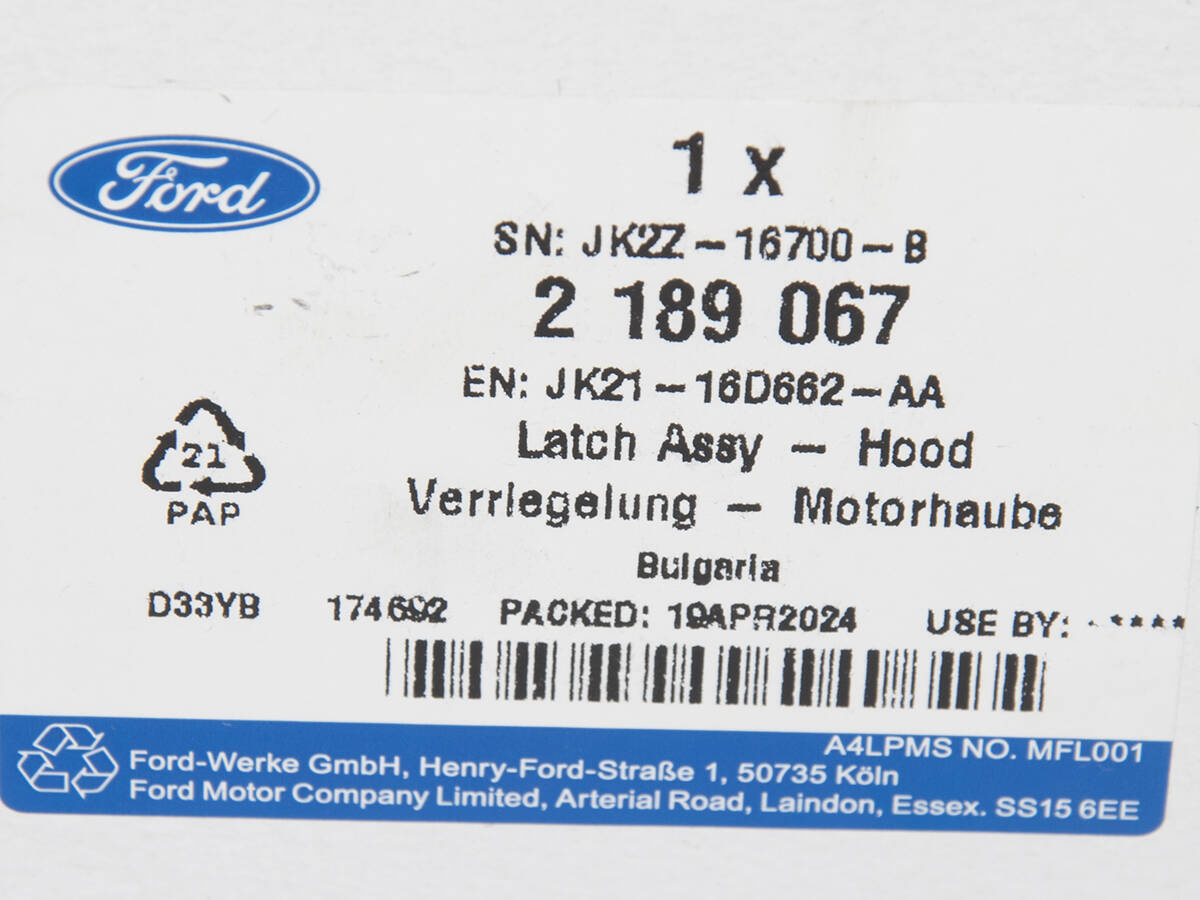 Ford
1 x
SN: JK2Z-16700-B
2 189 067
EN: JK21-16D662-AA
Latch Assy - Hood
Verriegelung - Motorhaube
Bulgaria
21
PAP
D33YB 174692 PACKED: 19APR2024 USE BY: -****
A4LPMS NO. MFL001
Ford-Werke GmbH, Henry-Ford-Straße 1, 50735 Köln
Ford Motor Company Limited, Arterial Road, Laindon, Essex. SS15 6EE